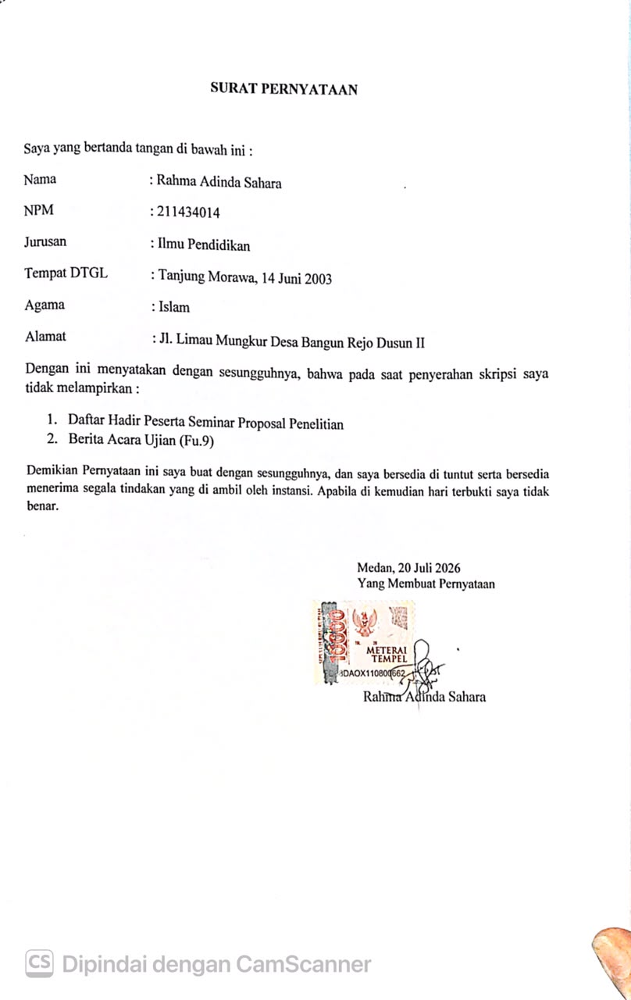 SURAT PERNYATAAN
Saya yang bertanda tangan di bawah ini :
Nama : Rahma Adinda Sahara
NPM : 211434014
Jurusan : Ilmu Pendidikan
Tempat DTGL : Tanjung Morawa, 14 Juni 2003
Agama : Islam
Alamat : Jl. Limau Mungkur Desa Bangun Rejo Dusun II
Dengan ini menyatakan dengan sesungguhnya, bahwa pada saat penyerahan skripsi saya
tidak melampirkan :
1. Daftar Hadir Peserta Seminar Proposal Penelitian
2. Berita Acara Ujian (Fu.9)
Demikian Pernyataan ini saya buat dengan sesungguhnya, dan saya bersedia di tuntut serta bersedia
menerima segala tindakan yang di ambil oleh instansi. Apabila di kemudian hari terbukti saya tidak
benar.
Medan, 20 Juli 2026
Yang Membuat Pernyataan
10000
METERAI
TEMPEL
Rahma Adinda Sahara
CS Dipindai dengan CamScanner